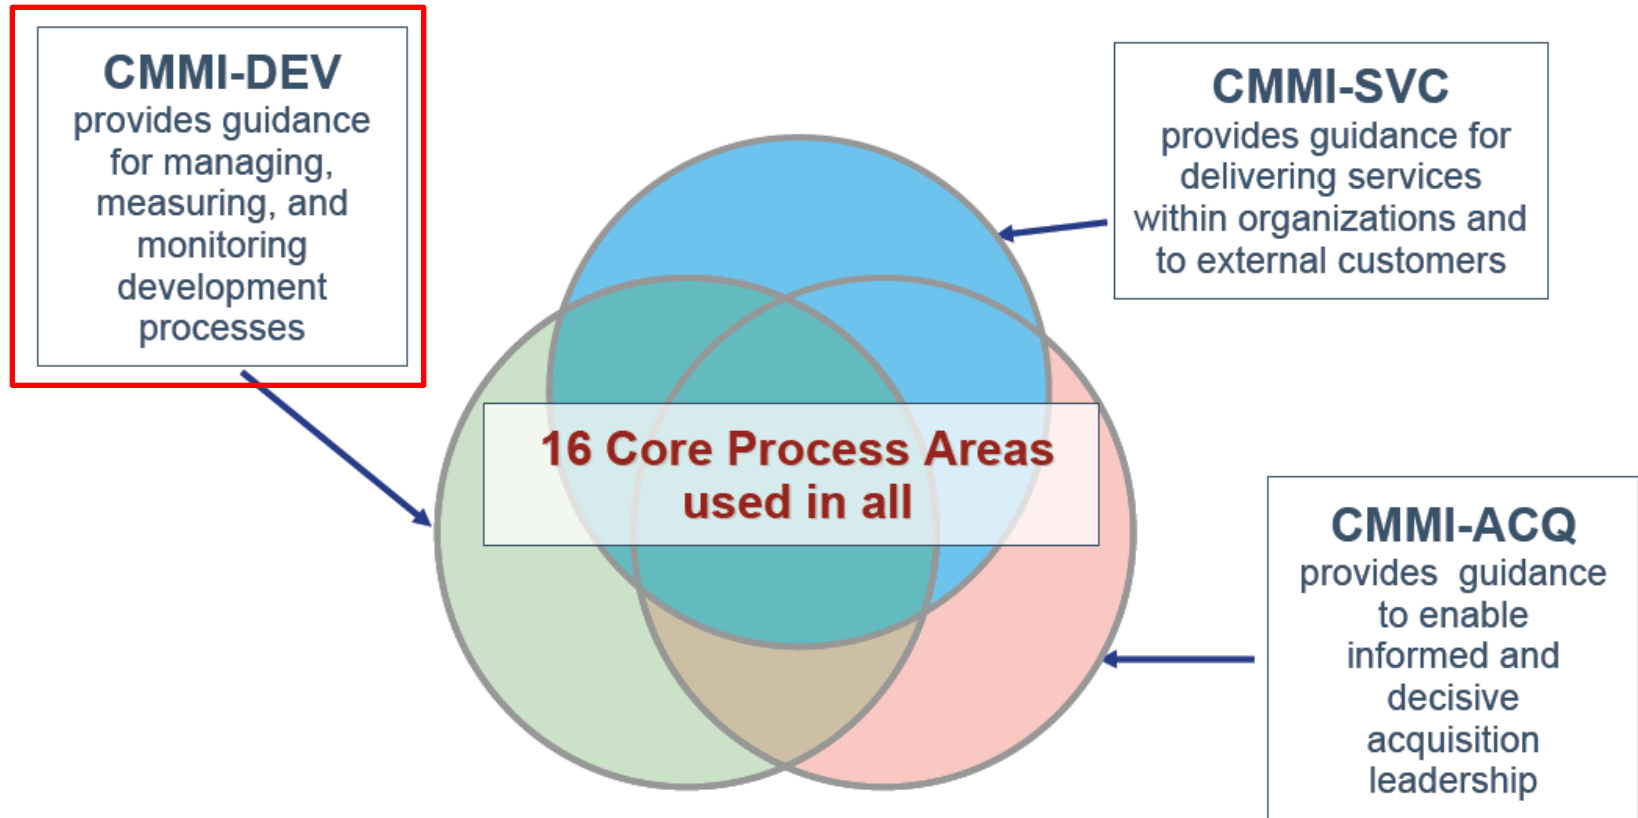 CMMI-DEV
provides guidance
for managing,
measuring, and
monitoring
development
processes
CMMI-SVC
provides guidance for
delivering services
within organizations and
to external customers
16 Core Process Areas
used in all
CMMI-ACQ
provides guidance
to enable
informed and
decisive
acquisition
leadership